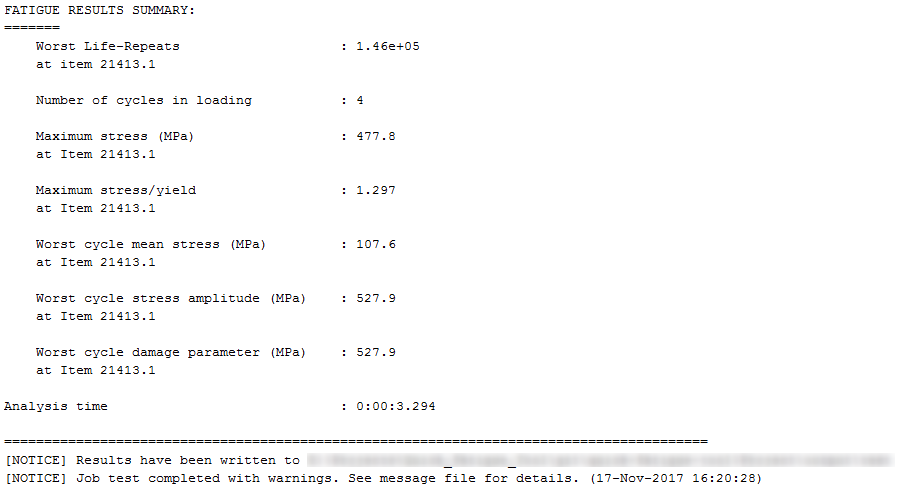 FATIGUE RESULTS SUMMARY:
=======
Worst Life-Repeats : 1.46e+05
at item 21413.1
Number of cycles in loading : 4
Maximum stress (MPa) : 477.8
at Item 21413.1
Maximum stress/yield : 1.297
at Item 21413.1
Worst cycle mean stress (MPa) : 107.6
at Item 21413.1
Worst cycle stress amplitude (MPa) : 527.9
at Item 21413.1
Worst cycle damage parameter (MPa) : 527.9
at Item 21413.1
Analysis time : 0:00:3.294
========================================================================================
[NOTICE] Results have been written to
[NOTICE] Job test completed with warnings. See message file for details. (17-Nov-2017 16:20:28)